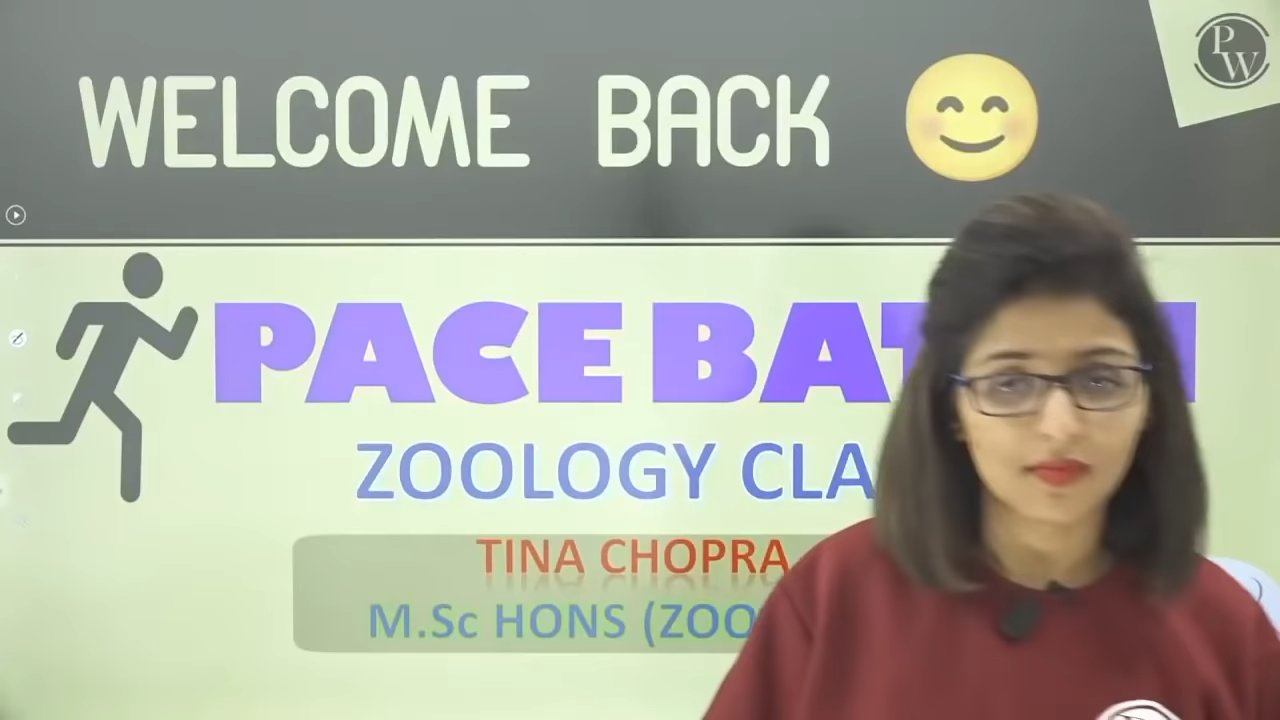 PW
WELCOME BACK
PACE BAT
ZOOLOGY CLA
TINA CHOPRA
M.Sc HONS (ZOO